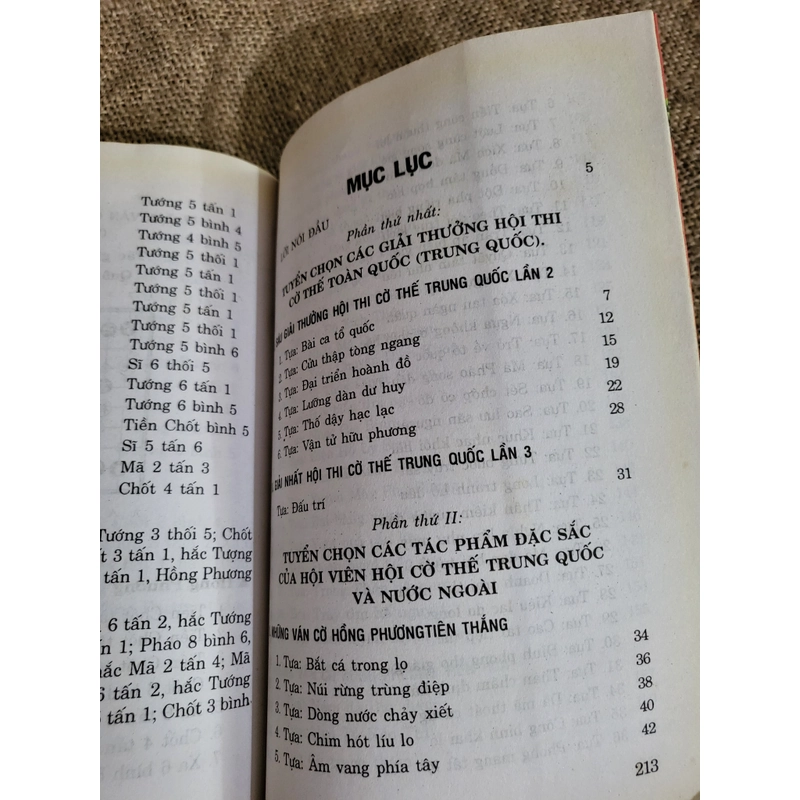 Tướng 5 tấn 1
Tướng 5 bình 4
Tướng 4 bình 5
Tướng 5 thối 1
Tướng 5 tấn 1
Tướng 5 thối 1
Tướng 5 tấn 1
Tướng 5 thối 1
Tướng 5 bình 6
Sĩ 6 thối 5
Tướng 6 tấn 1
Tướng 6 bình 5
Tiền Chốt bình 5
Sĩ 5 tấn 6
Mã 2 tấn 3
Chốt 4 tấn 1
Tướng 3 thối 5; Chốt
3 tấn 1, hắc Tượng
tấn 1, Hồng Phương
6 tấn 2, hắc Tướng
tấn 1; Pháo 8 bình 6,
hắc Mã 2 tấn 4; Mã
6 tấn 2, hắc Tướng
tấn 1; Chốt 3 bình
MỤC LỤC
NÓI ĐẦU 5
Phần thứ nhất:
TUYỂN CHỌN CÁC GIẢI THƯỞNG HỘI THI
CỜ THẾ TOÀN QUỐC (TRUNG QUỐC).
GIẢI THƯỞNG HỘI THI CỜ THẾ TRUNG QUỐC LẦN 2
1. Tựa: Bài ca tổ quốc 7
2. Tựa: Cửu thập tòng ngang 12
3. Tựa: Đại triển hoành đồ 15
4. Tựa: Lưỡng dàn dư huy 19
5. Tựa: Thố dậy hạc lạc 22
6. Tựa: Vận tử hữu phương 28
GIẢI NHẤT HỘI THI CỜ THẾ TRUNG QUỐC LẦN 3
Tựa: Đấu trí 31
Phần thứ II:
TUYỂN CHỌN CÁC TÁC PHẨM ĐẶC SẮC
CỦA HỘI VIÊN HỘI CỜ THẾ TRUNG QUỐC
VÀ NƯỚC NGOÀI
NHỮNG VÁN CỜ HỒNG PHƯƠNGTIÊN THẮNG
1. Tựa: Bắt cá trong lọ 34
2. Tựa: Núi rừng trùng điệp 36
3. Tựa: Dòng nước chảy xiết 38
4. Tựa: Chim hót líu lo 40
5. Tựa: Âm vang phía tây 42
213